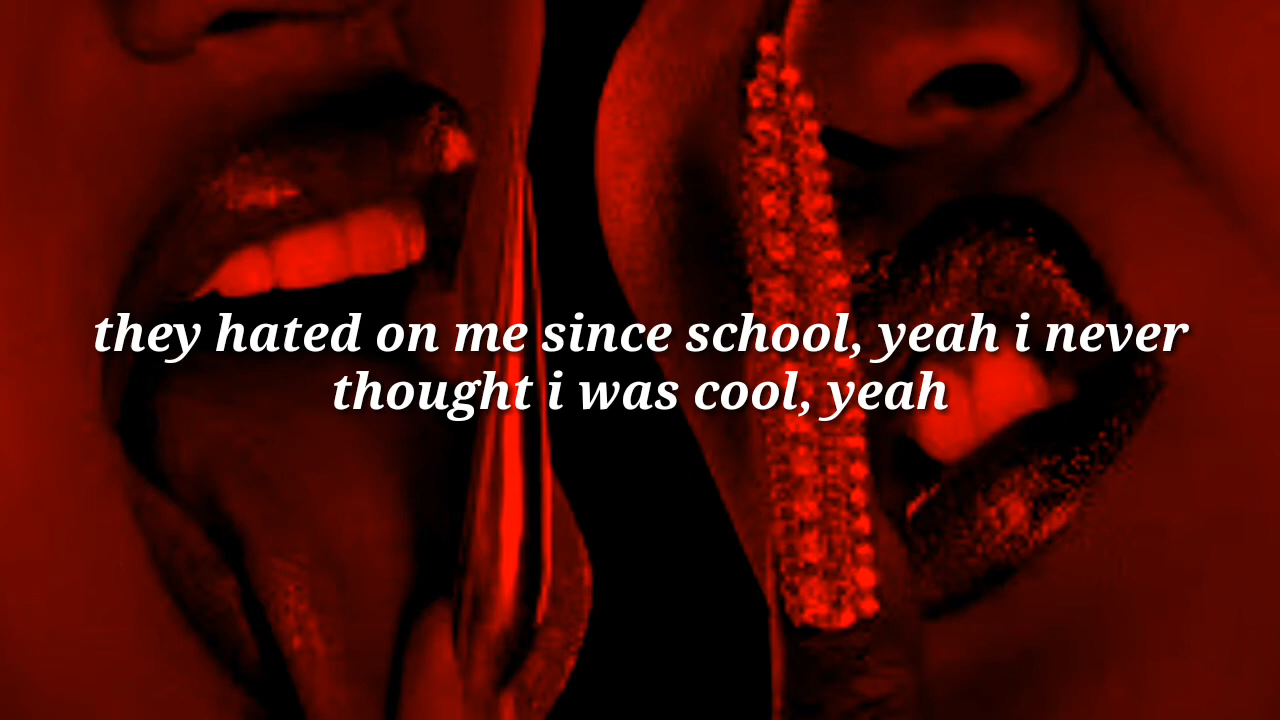 they hated on me since school, yeah i never
thought i was cool, yeah